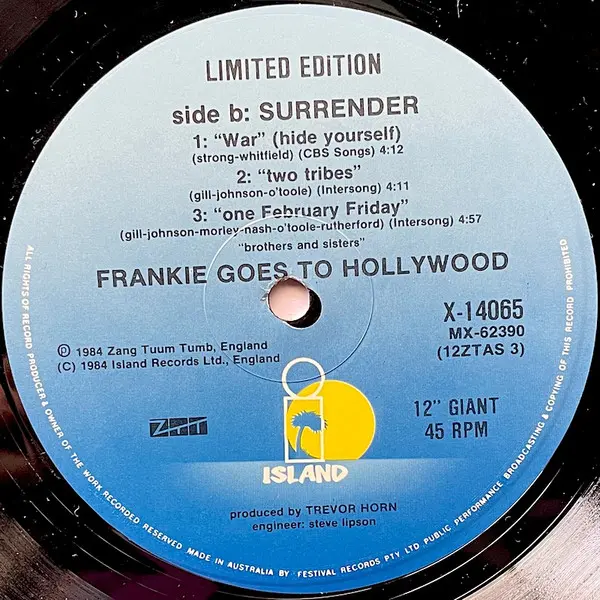 LIMITED EDITION
side b: SURRENDER
1: “War” (hide yourself)
(strong-whitfield) (CBS Songs) 4:12
2: “two tribes”
(gill-johnson-o'toole) (Intersong) 4:11
3: “one February Friday”
(gill-johnson-morley-nash-o'toole-rutherford) (Intersong) 4:57
“brothers and sisters”
FRANKIE GOES TO HOLLYWOOD
X-14065
MX-62390
(12ZTAS 3)
Ⓟ 1984 Zang Tuum Tumb, England
(C) 1984 Island Records Ltd., England
ZTT
12” GIANT
45 RPM
ISLAND
produced by TREVOR HORN
engineer: steve lipson
ALL RIGHTS OF RECORD PRODUCER & OWNER OF THE WORK RECORDED RESERVED MADE IN AUSTRALIA BY FESTIVAL RECORDS PTY LTD PUBLIC PERFORMANCE BROADCASTING & COPYING OF THIS RECORD PROHIBITED